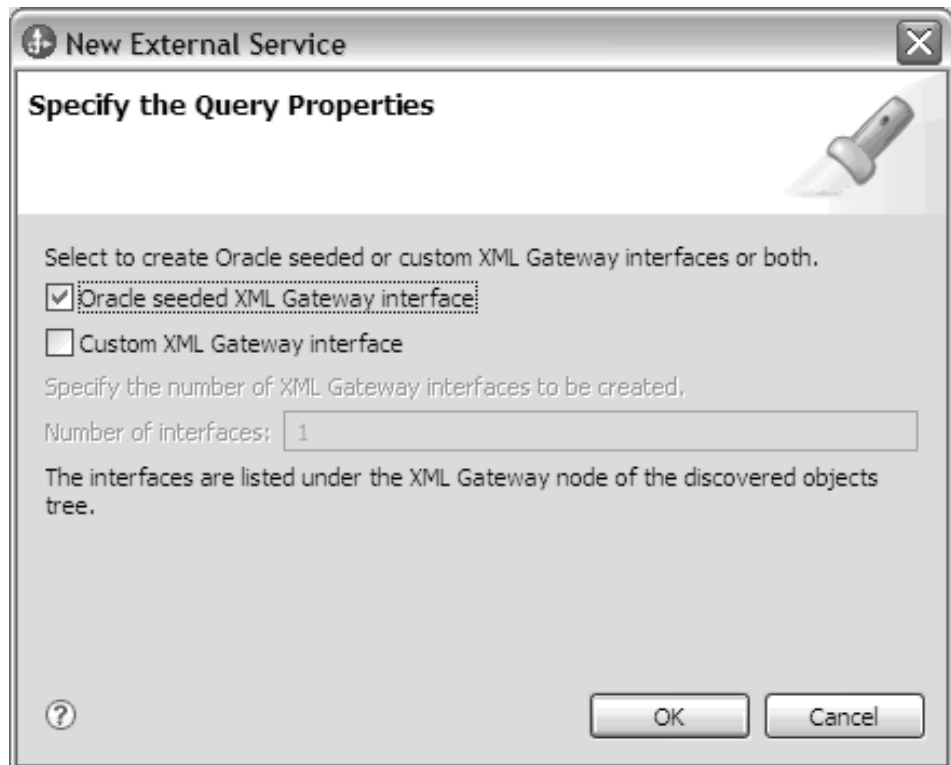 New External Service
Specify the Query Properties
Select to create Oracle seeded or custom XML Gateway interfaces or both.
Oracle seeded XML Gateway interface
Custom XML Gateway interface
Specify the number of XML Gateway interfaces to be created.
Number of interfaces: 1
The interfaces are listed under the XML Gateway node of the discovered objects
tree.
?
OK Cancel